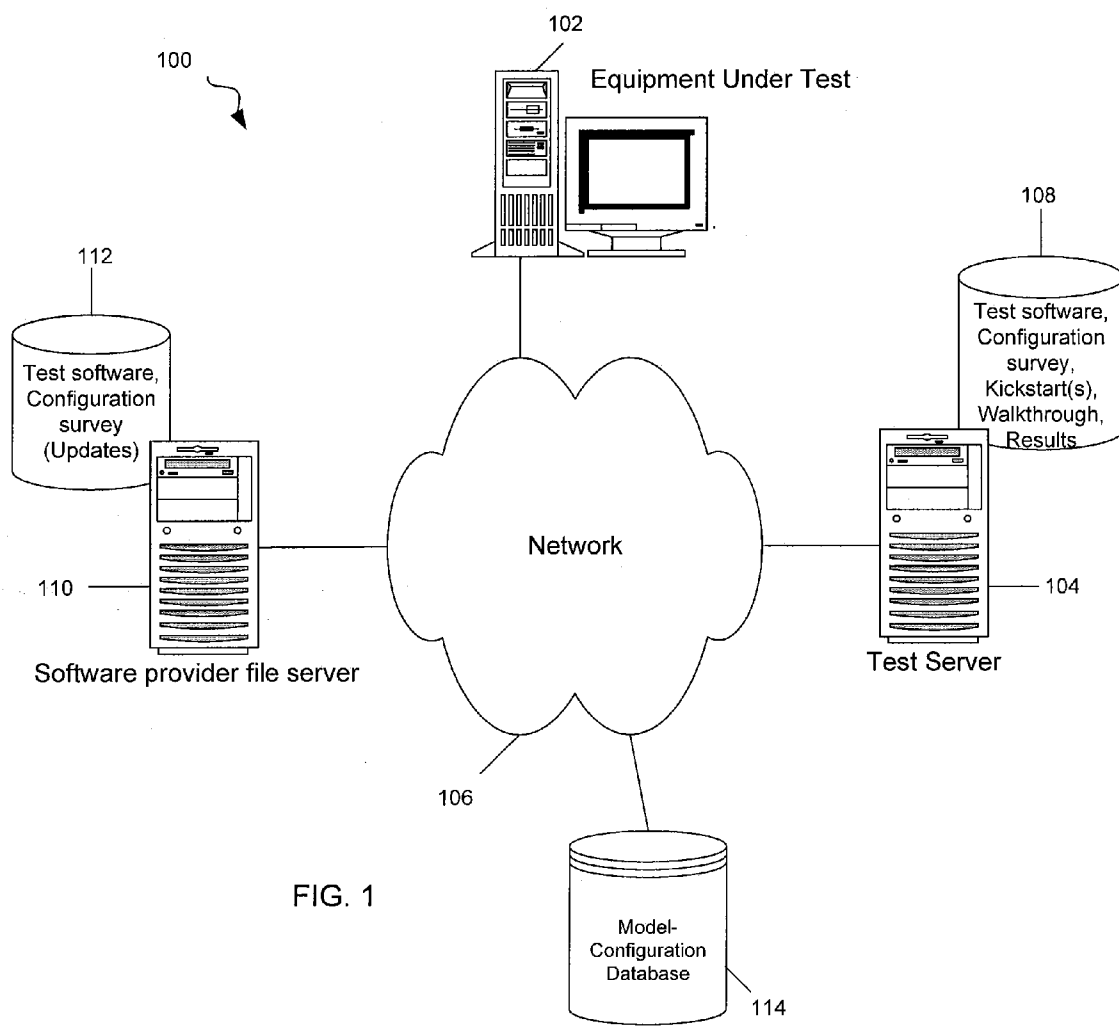 102
100
Equipment Under Test
108
112
Test software,
Configuration
survey,
Kickstart(s),
Walkthrough,
Results
Test software,
Configuration
survey
(Updates)
Network
110
104
Software provider file server
Test Server
106
FIG. 1
Model-
Configuration
Database
114